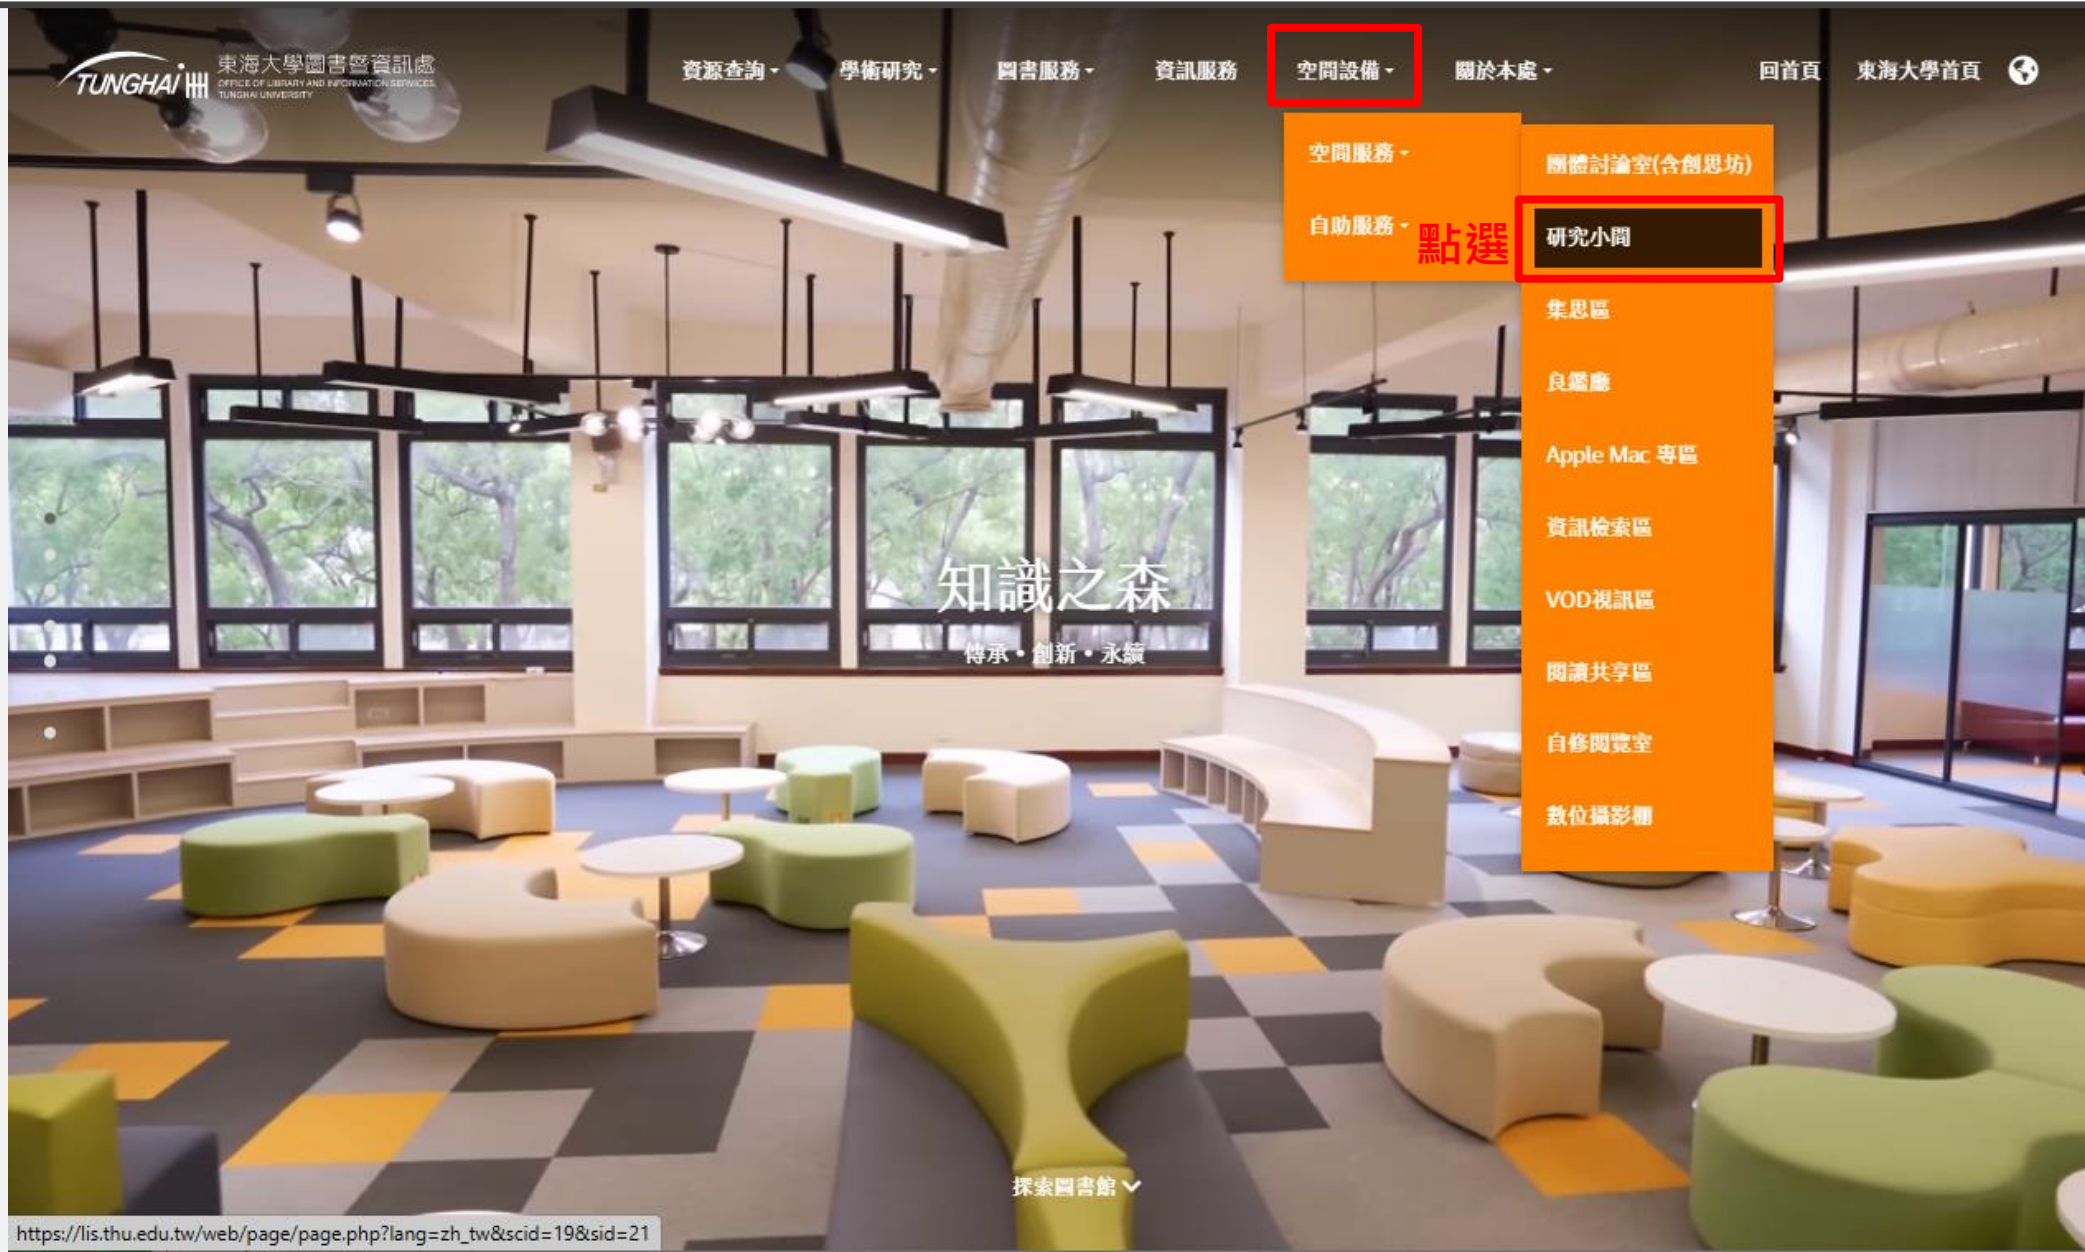 TUNGHAI
東海大學圖書暨資訊處
OFFICE OF LIBRARY AND INFORMATION SERVICES
TUNGHAI UNIVERSITY
資源查詢
學術研究
圖書服務
資訊服務
空間設備
關於本處
回首頁
東海大學首頁
空間服務
自助服務
點選
團體討論室(含創思坊)
研究小間
集思區
良鑑廳
Apple Mac 專區
資訊檢索區
VOD視訊區
閱讀共享區
自修閱覽室
數位攝影棚
知識之森
傳承•創新•永續
探索圖書館
https://lis.thu.edu.tw/web/page/page.php?lang=zh_tw&scid=19&sid=21